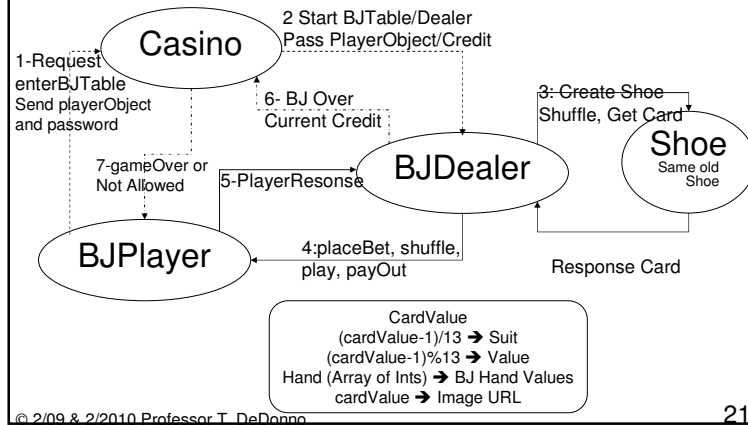 Casino
2 Start BJTable/Dealer
Pass PlayerObject/Credit
1-Request
enterBJTable
Send playerObject
and password
6- BJ Over
Current Credit
3: Create Shoe
Shuffle, Get Card
Shoe
Same old
Shoe
7-gameOver or
Not Allowed
5-PlayerResonse
BJDealer
BJPlayer
4:placeBet, shuffle,
play, payOut
Response Card
CardValue
(cardValue-1)/13 ➔ Suit
(cardValue-1)%13 ➔ Value
Hand (Array of Ints) ➔ BJ Hand Values
cardValue ➔ Image URL
© 2/09 & 2/2010 Professor T. DeDonno
21